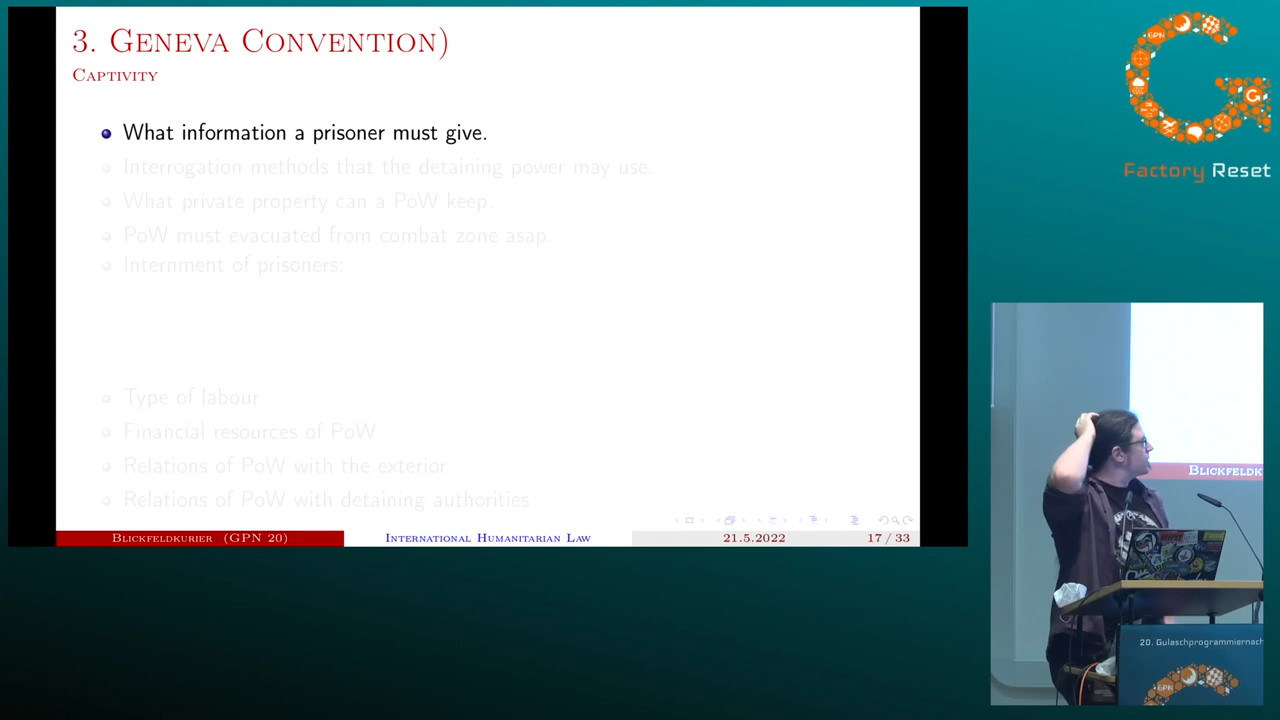 3. Geneva Convention)
Captivity
What information a prisoner must give.
Interrogation methods that the detaining power may use.
What private property can a PoW keep.
PoW must evacuated from combat zone asap.
Internment of prisoners:
Type of labour
Financial resources of PoW
Relations of PoW with the exterior
Relations of PoW with detaining authorities
Blickfeldkurier (GPN 20)
International Humanitarian Law
21.5.2022
17 / 33
GPN
Factory Reset
Blickfeldk
20. Gulaschprogrammiernach
GPN